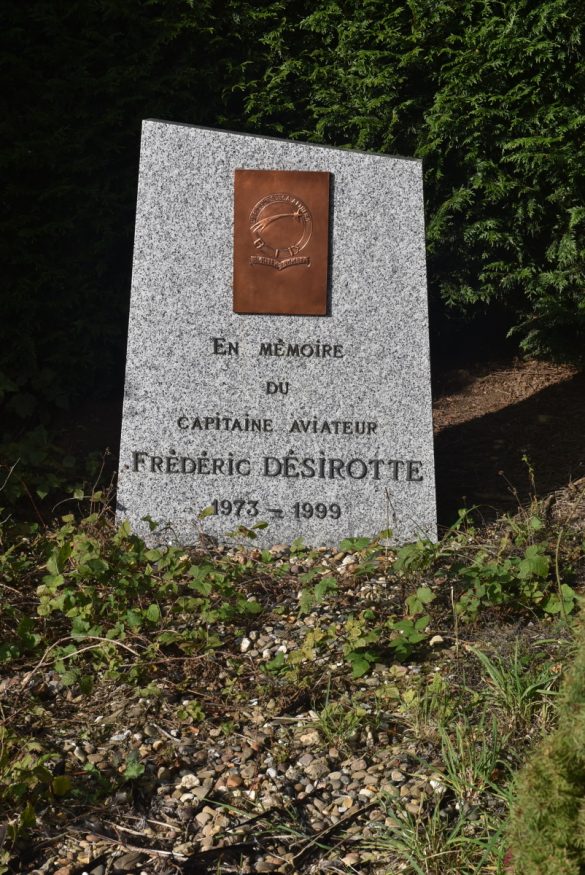 En mémoire
du
capitaine aviateur
Frédéric DÉSIROTTE
1973 - 1999